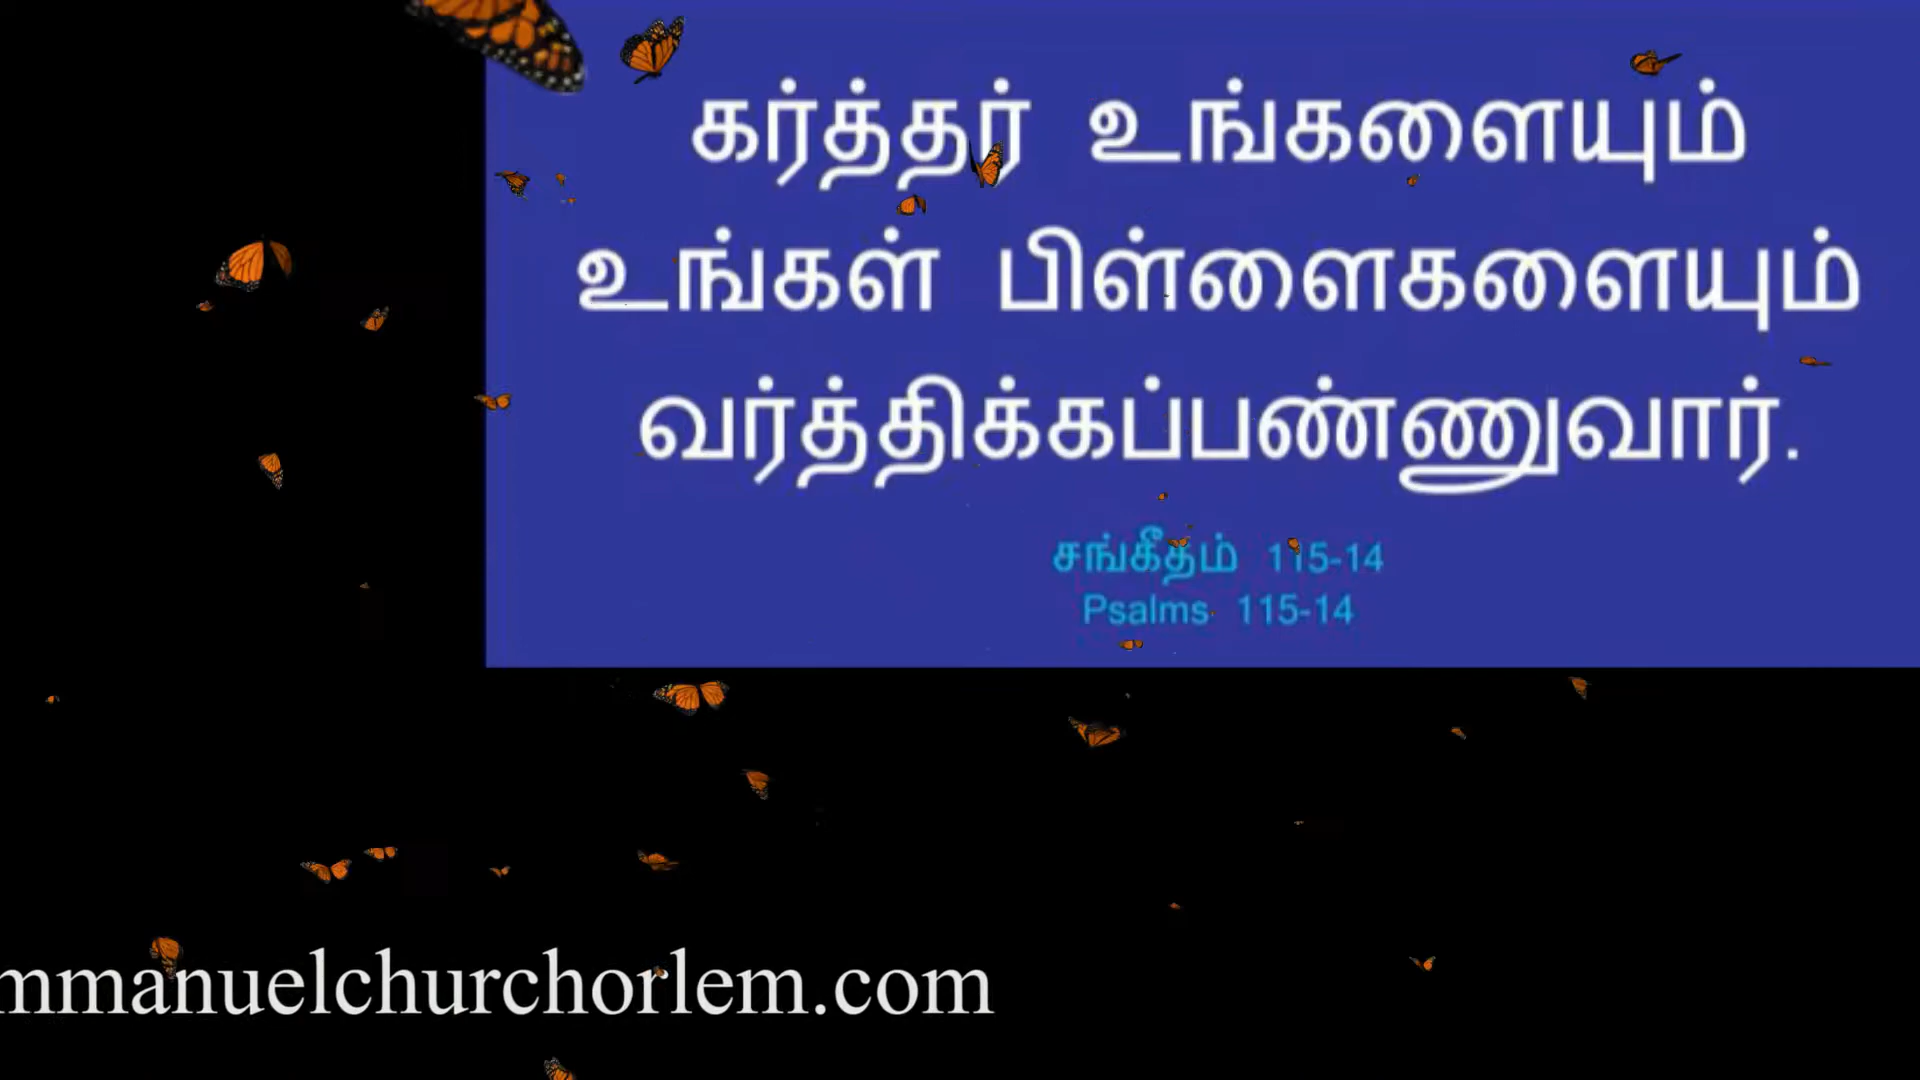 கர்த்தர் உங்களையும்
உங்கள் பிள்ளைகளையும்
வர்த்திக்கப்பண்ணுவார்.
சங்கீதம் 115-14
Psalms 115-14
mmanuelchurchorlem.com